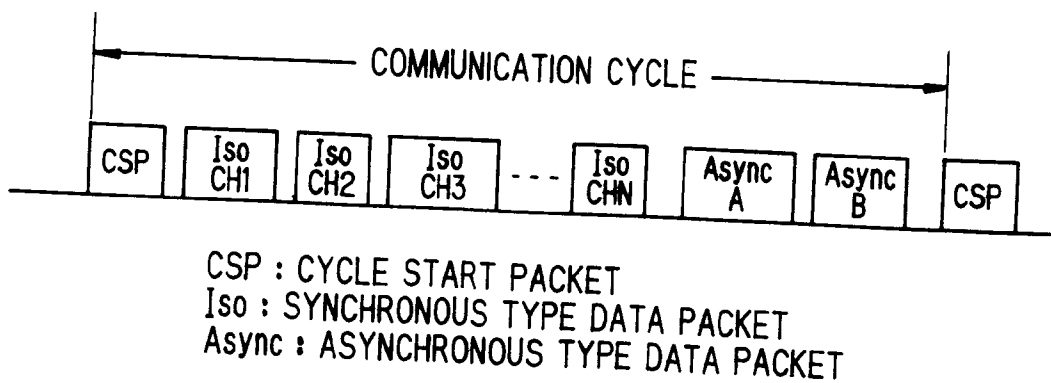 COMMUNICATION CYCLE
CSP Iso CH1 Iso CH2 Iso CH3 --- Iso CHN Async A Async B CSP
CSP : CYCLE START PACKET
Iso : SYNCHRONOUS TYPE DATA PACKET
Async : ASYNCHRONOUS TYPE DATA PACKET